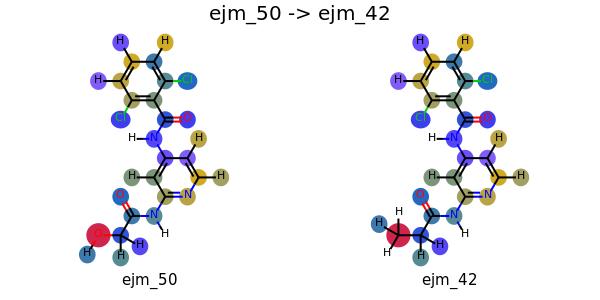 ejm_50 -> ejm_42
H H H H
H Cl H Cl
Cl O Cl O
H N H H N H
H H H H
O N O N
N N H
O H H H
H H H H H
ejm_50 ejm_42